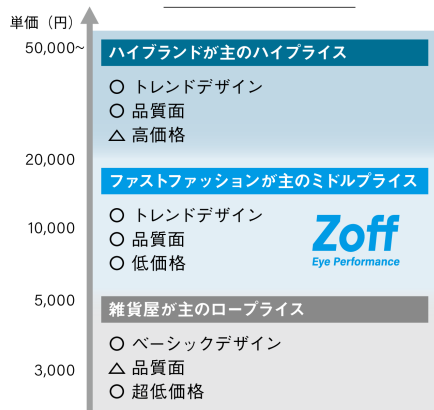 単価（円）
50,000~
ハイブランドが主のハイプライス
○ トレンドデザイン
○ 品質面
△ 高価格
20,000
ファストファッションが主のミドルプライス
○ トレンドデザイン
10,000
○ 品質面
○ 低価格
Zoff
Eye Performance
5,000
雑貨屋が主のロープライス
○ ベーシックデザイン
3,000
△ 品質面
○ 超低価格